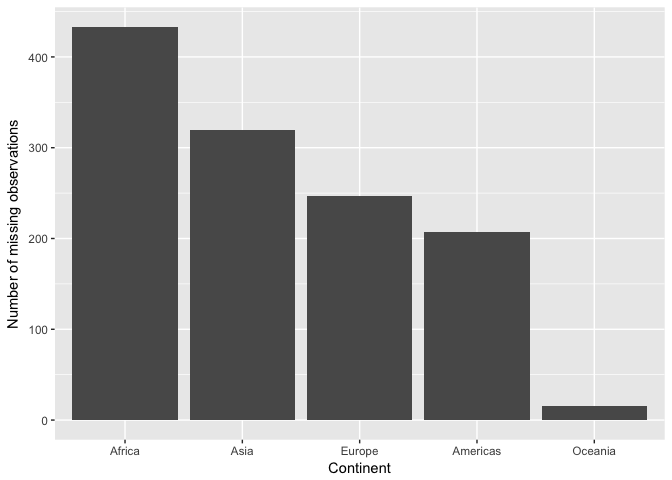 Number of missing observations
400
300
200
100
0
Africa Asia Europe Americas Oceania
Continent